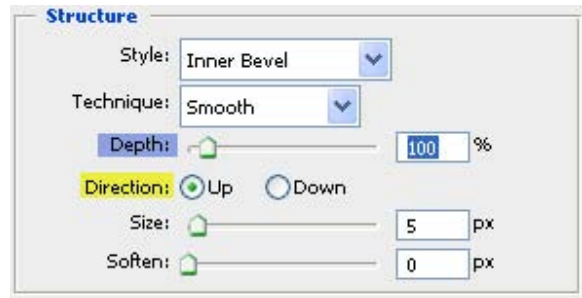 Structure
Style: Inner Bevel
Technique: Smooth
Depth: 100 %
Direction: Up Down
Size: 5 px
Soften: 0 px